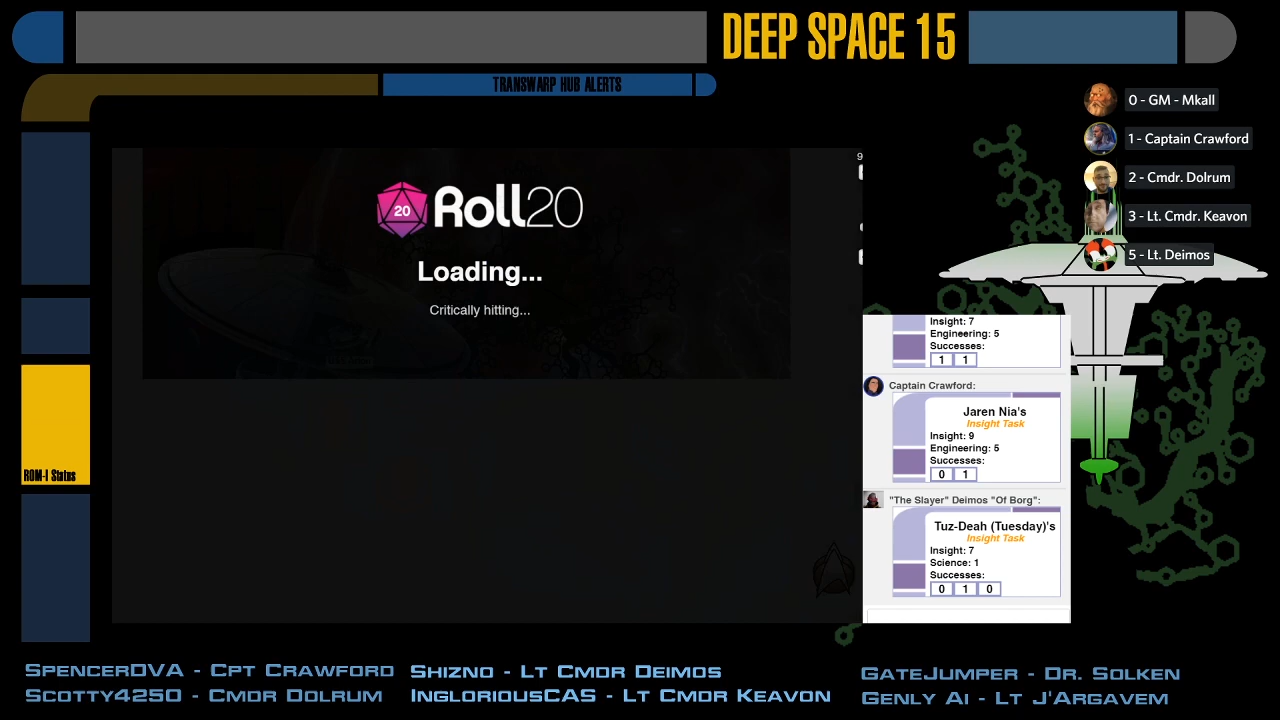 DEEP SPACE 15
TRANSWARP HUB ALERTS
0 - GM - Mkall
1 - Captain Crawford
2 - Cmdr. Dolrum
3 - Lt. Cmdr. Keavon
5 - Lt. Deimos
20 Roll20
Loading...
Critically hitting...
9
Insight: 7
Engineering: 5
Successes:
1 1
Captain Crawford:
Jaren Nia's
Insight Task
Insight: 9
Engineering: 5
Successes:
0 1
"The Slayer" Deimos "Of Borg":
Tuz-Deah (Tuesday)'s
Insight Task
Insight: 7
Science: 1
Successes:
0 1 0
ROM-I Status
SpencerDVA - Cpt Crawford
Scotty4250 - Cmdr Dolrum
Shizno - Lt Cmdr Deimos
IngloriousCAS - Lt Cmdr Keavon
GateJumper - Dr. Solken
Genly Ai - Lt J'Argavem